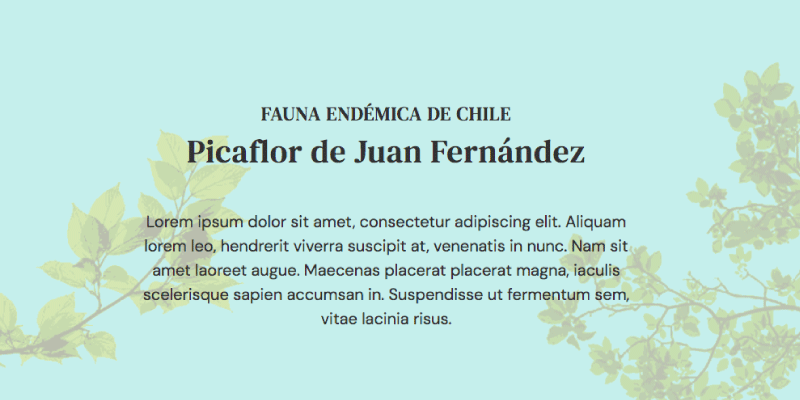 FAUNA ENDÉMICA DE CHILE
Picaflor de Juan Fernández
Lorem ipsum dolor sit amet, consectetur adipiscing elit. Aliquam
lorem leo, hendrerit viverra suscipit at, venenatis in nunc. Nam sit
amet laoreet augue. Maecenas placerat placerat magna, iaculis
scelerisque sapien accumsan in. Suspendisse ut fermentum sem,
vitae lacinia risus.